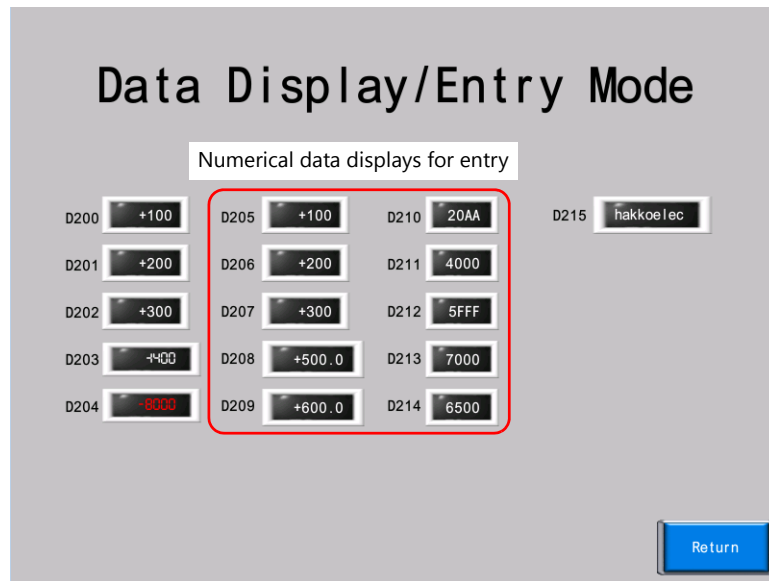 Data Display/Entry Mode
Numerical data displays for entry
D200 +100 D205 +100 D210 20AA D215 hakkoelec
D201 +200 D206 +200 D211 4000
D202 +300 D207 +300 D212 5FFF
D203 +400 D208 +500.0 D213 7000
D204 -8000 D209 +600.0 D214 6500
Return